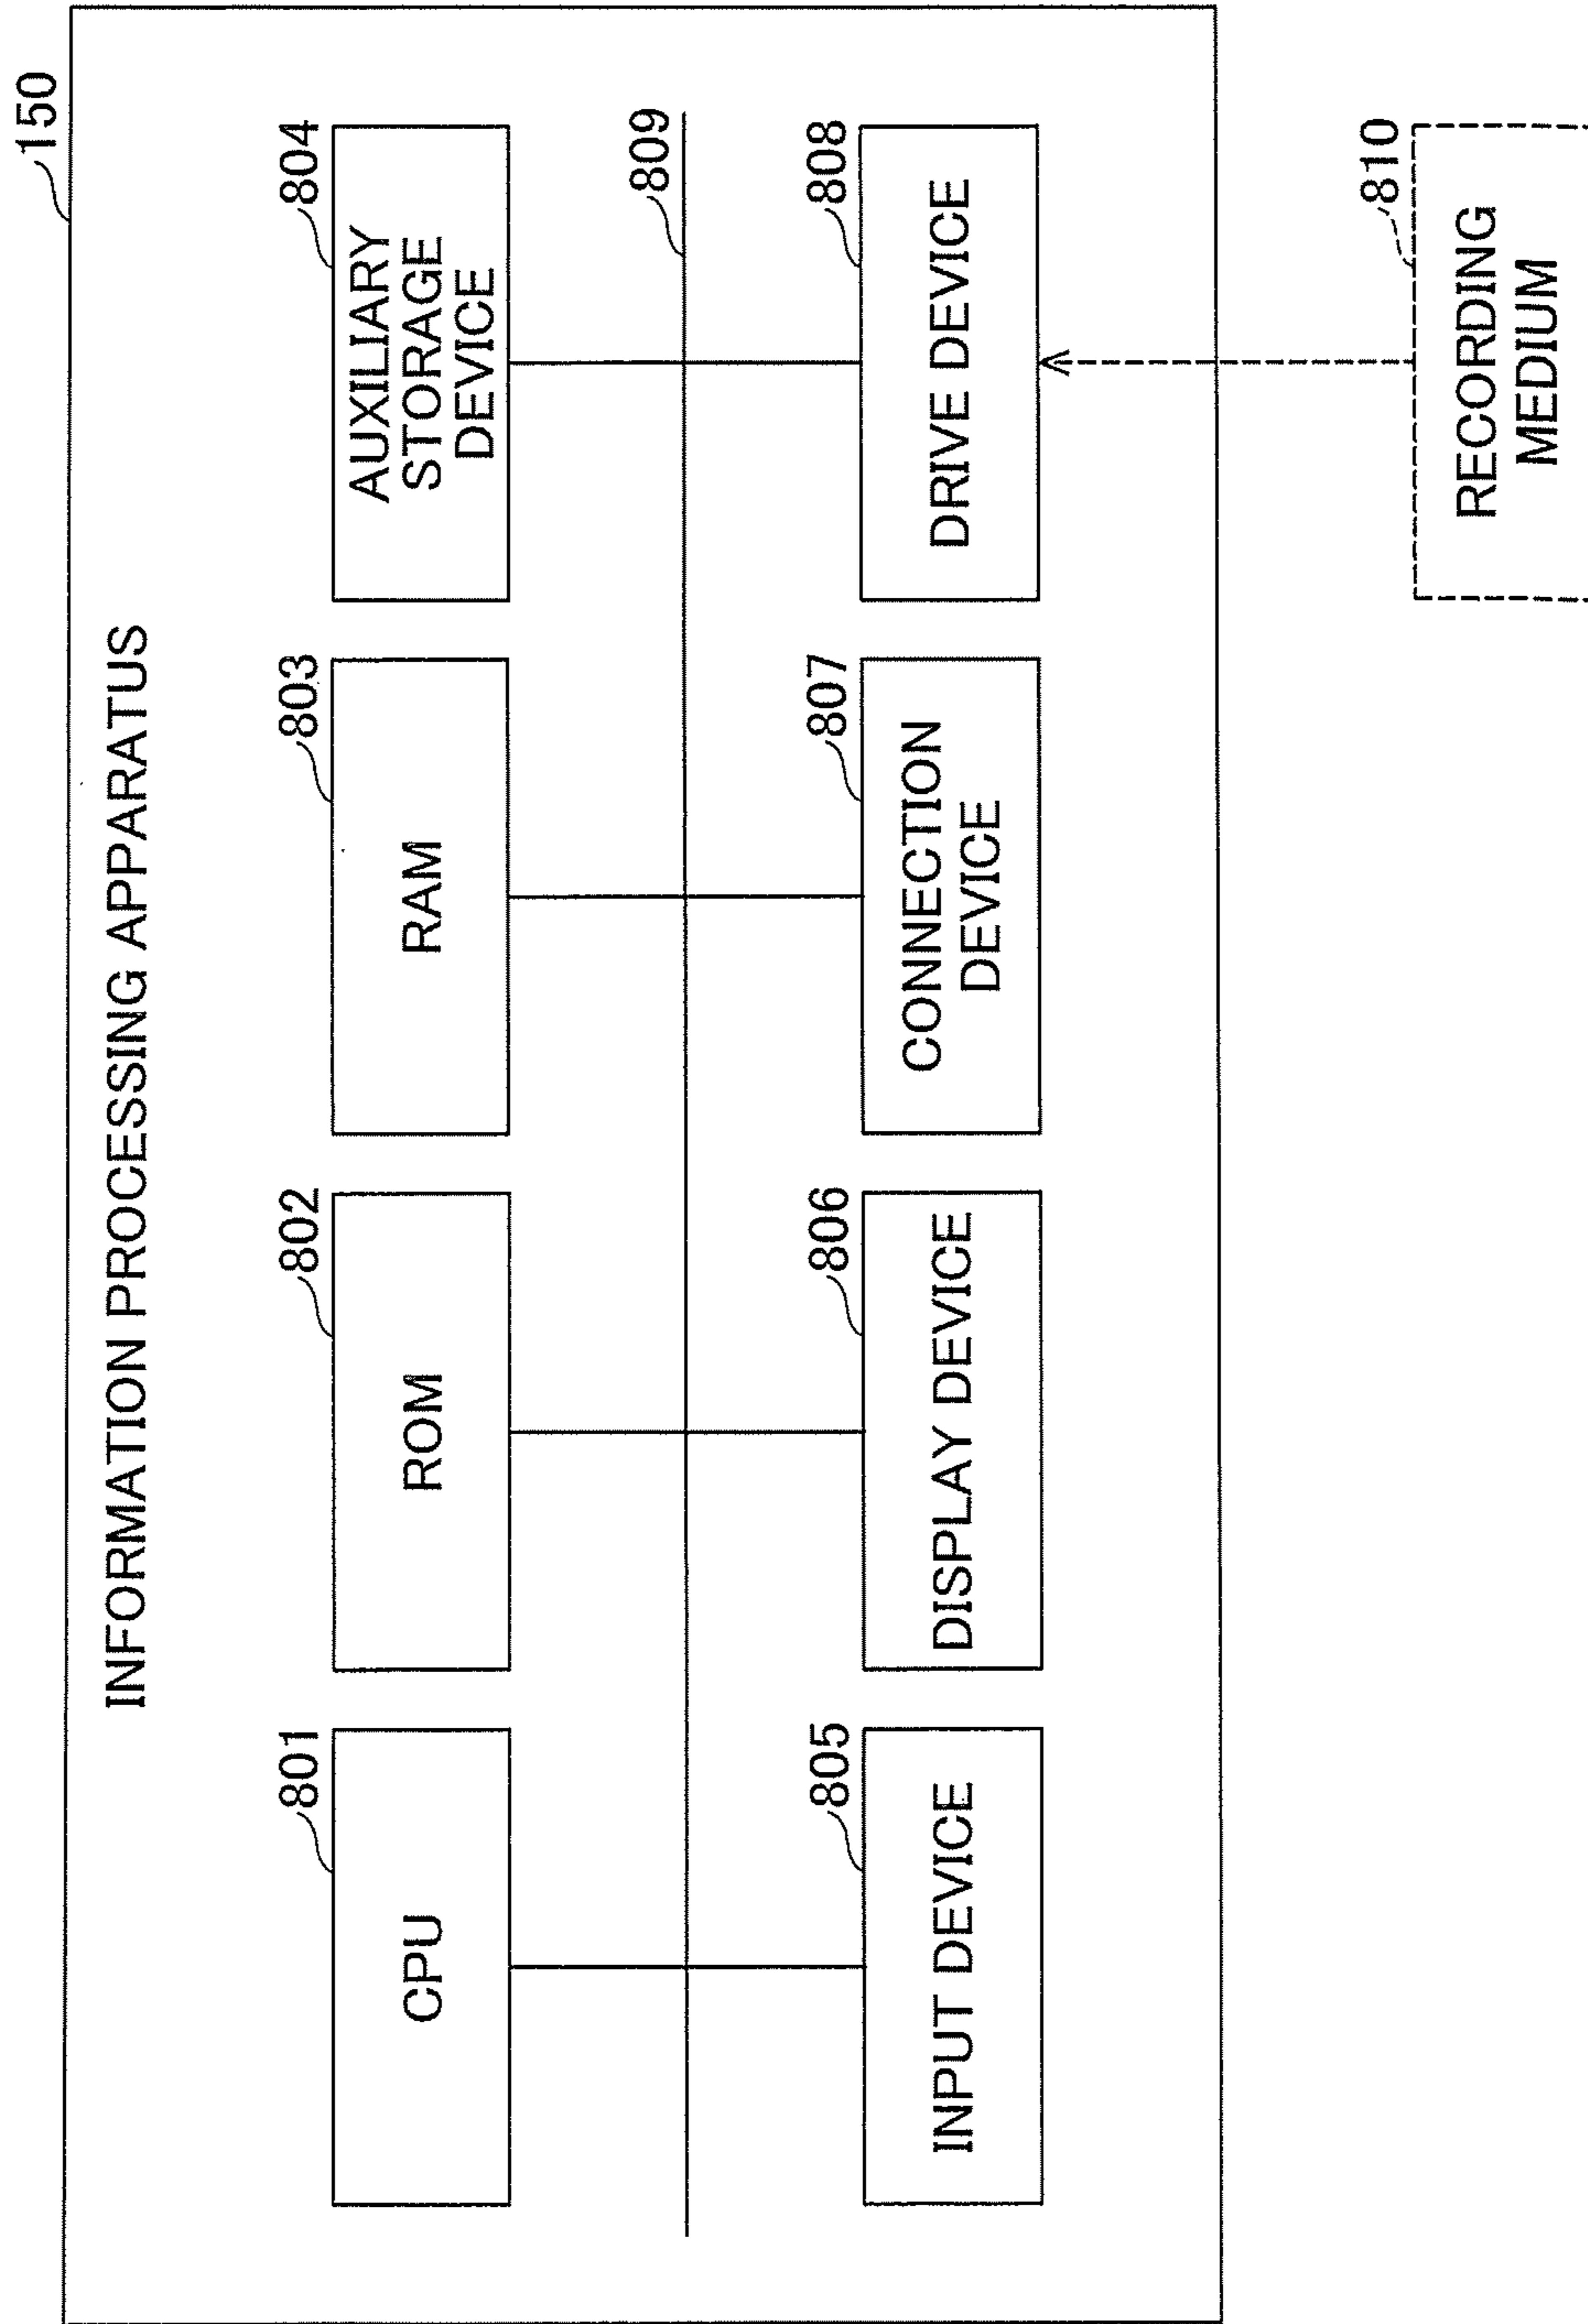 150
INFORMATION PROCESSING APPARATUS
801
CPU
802
ROM
803
RAM
804
AUXILIARY
STORAGE
DEVICE
809
805
INPUT DEVICE
806
DISPLAY DEVICE
807
CONNECTION
DEVICE
808
DRIVE DEVICE
810
RECORDING
MEDIUM